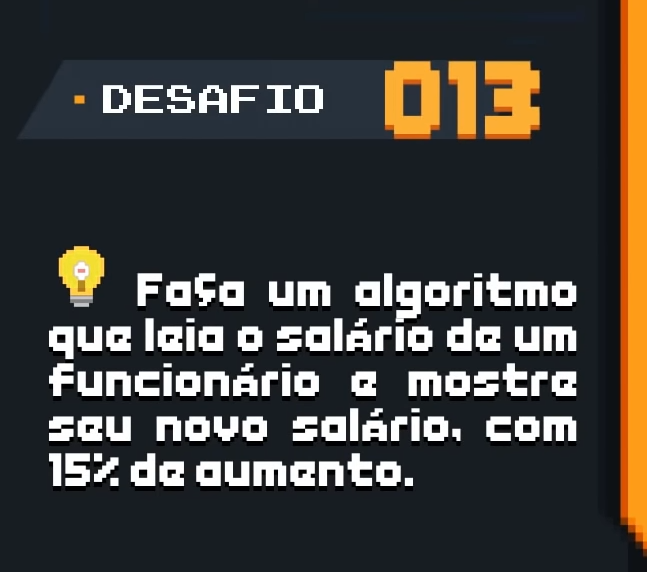 DESAFIO 013
Faça um algoritmo
que leia o salário de um
funcionário e mostre
seu novo salário, com
15% de aumento.